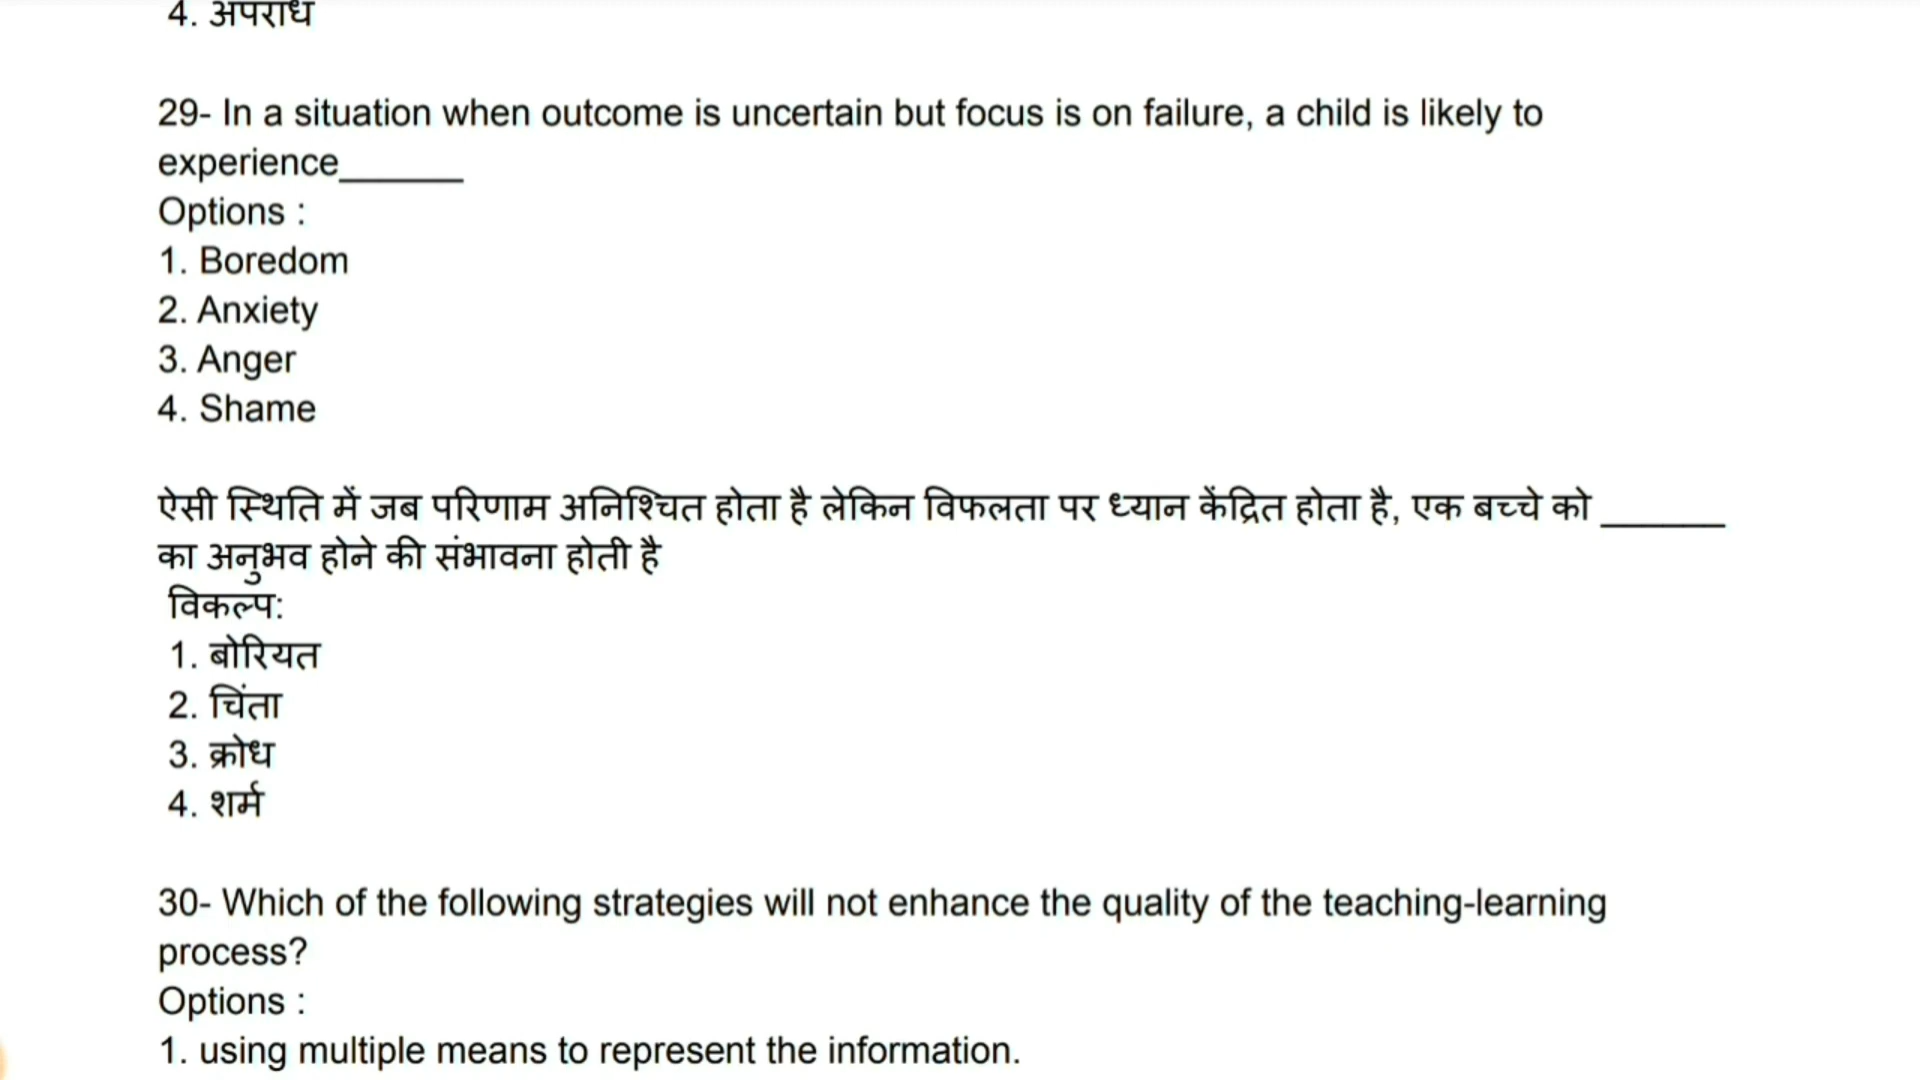 4. अपराध
29- In a situation when outcome is uncertain but focus is on failure, a child is likely to
experience______
Options :
1. Boredom
2. Anxiety
3. Anger
4. Shame
ऐसी स्थिति में जब परिणाम अनिश्चित होता है लेकिन विफलता पर ध्यान केंद्रित होता है, एक बच्चे को ______
का अनुभव होने की संभावना होती है
विकल्प:
1. बोरियत
2. चिंता
3. क्रोध
4. शर्म
30- Which of the following strategies will not enhance the quality of the teaching-learning
process?
Options :
1. using multiple means to represent the information.